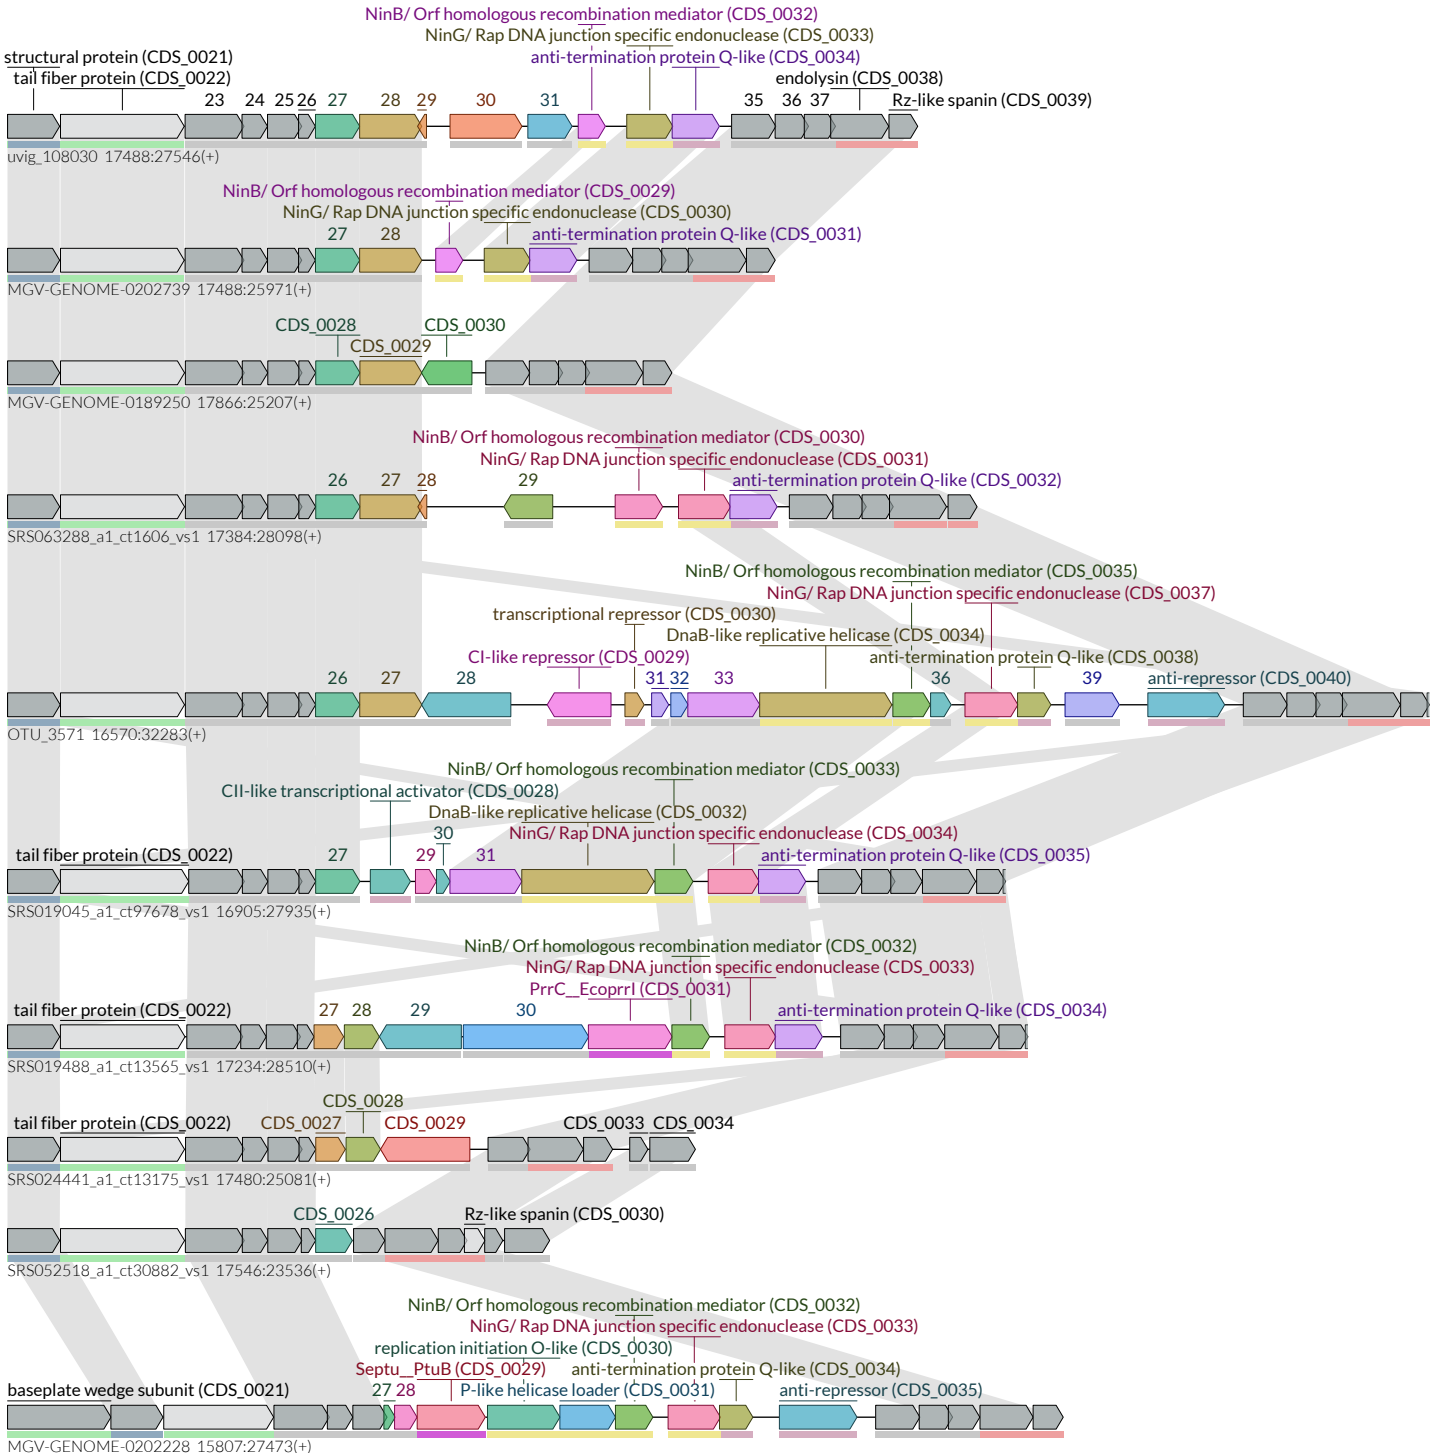 NinB/ Orf homologous recombination mediator (CDS_0032)
NinG/ Rap DNA junction specific endonuclease (CDS_0033)
structural protein (CDS_0021) anti-termination protein Q-like (CDS_0034)
tail fiber protein (CDS_0022) endolysin (CDS_0038)
23 24 25 26 27 28 29 30 31 35 36 37 Rz-like spanin (CDS_0039)
uvig_108030 17488:27546(+)
NinB/ Orf homologous recombination mediator (CDS_0029)
NinG/ Rap DNA junction specific endonuclease (CDS_0030)
27 28 anti-termination protein Q-like (CDS_0031)
MGV-GENOME-0202739 17488:25971(+)
CDS_0028 CDS_0030
CDS_0029
MGV-GENOME-0189250 17866:25207(+)
NinB/ Orf homologous recombination mediator (CDS_0030)
NinG/ Rap DNA junction specific endonuclease (CDS_0031)
26 27 28 29 anti-termination protein Q-like (CDS_0032)
SRS063288_a1_ct1606_vs1 17384:28098(+)
NinB/ Orf homologous recombination mediator (CDS_0035)
NinG/ Rap DNA junction specific endonuclease (CDS_0037)
transcriptional repressor (CDS_0030)
DnaB-like replicative helicase (CDS_0034)
CI-like repressor (CDS_0029) anti-termination protein Q-like (CDS_0038)
26 27 28 31 32 33 36 39 anti-repressor (CDS_0040)
OTU_3571 16570:32283(+)
NinB/ Orf homologous recombination mediator (CDS_0033)
CII-like transcriptional activator (CDS_0028)
DnaB-like replicative helicase (CDS_0032)
30 NinG/ Rap DNA junction specific endonuclease (CDS_0034)
tail fiber protein (CDS_0022) 27 29 31 anti-termination protein Q-like (CDS_0035)
SRS019045_a1_ct97678_vs1 16905:27935(+)
NinB/ Orf homologous recombination mediator (CDS_0032)
NinG/ Rap DNA junction specific endonuclease (CDS_0033)
PrrC__EcoprrI (CDS_0031)
tail fiber protein (CDS_0022) 27 28 29 30 anti-termination protein Q-like (CDS_0034)
SRS019488_a1_ct13565_vs1 17234:28510(+)
CDS_0028
tail fiber protein (CDS_0022) CDS_0027 CDS_0029 CDS_0033 CDS_0034
SRS024441_a1_ct13175_vs1 17480:25081(+)
CDS_0026 Rz-like spanin (CDS_0030)
SRS052518_a1_ct30882_vs1 17546:23536(+)
NinB/ Orf homologous recombination mediator (CDS_0032)
NinG/ Rap DNA junction specific endonuclease (CDS_0033)
replication initiation O-like (CDS_0030)
Septu__PtuB (CDS_0029) anti-termination protein Q-like (CDS_0034)
baseplate wedge subunit (CDS_0021) 27 28 P-like helicase loader (CDS_0031) anti-repressor (CDS_0035)
MGV-GENOME-0202228 15807:27473(+)